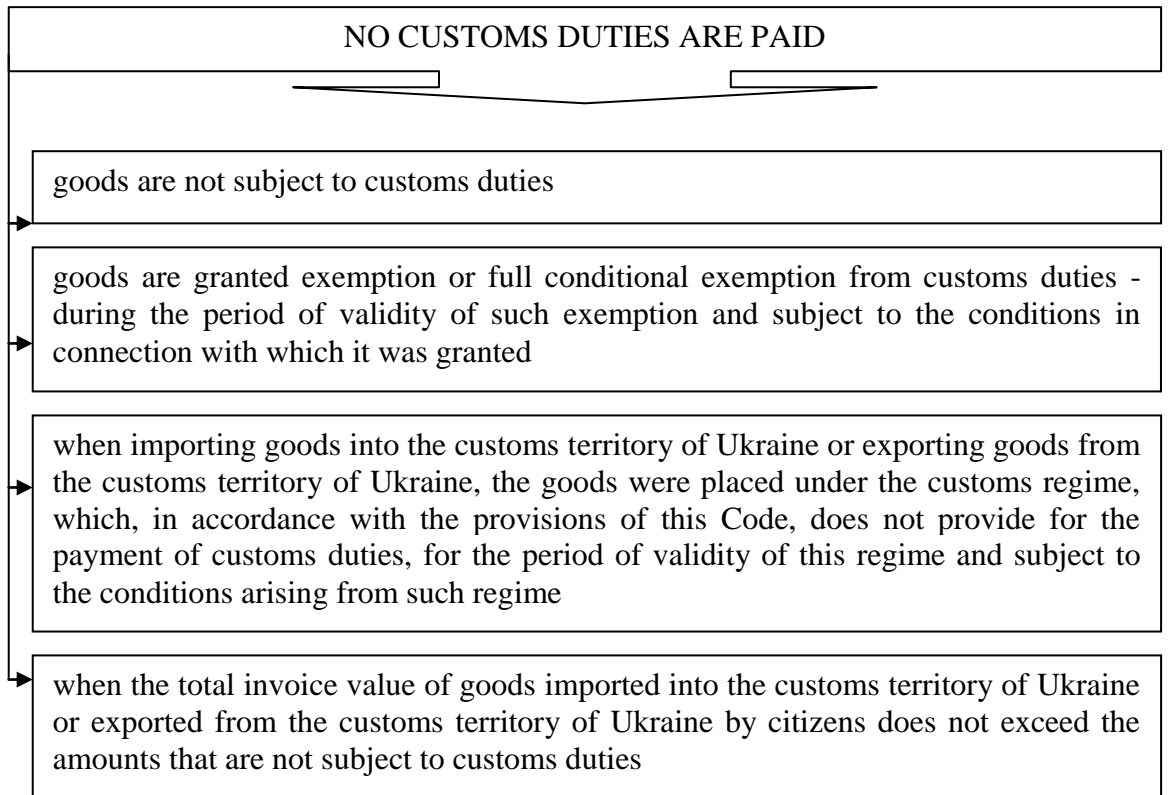 NO CUSTOMS DUTIES ARE PAID
goods are not subject to customs duties
goods are granted exemption or full conditional exemption from customs duties -
during the period of validity of such exemption and subject to the conditions in
connection with which it was granted
when importing goods into the customs territory of Ukraine or exporting goods from
the customs territory of Ukraine, the goods were placed under the customs regime,
which, in accordance with the provisions of this Code, does not provide for the
payment of customs duties, for the period of validity of this regime and subject to
the conditions arising from such regime
when the total invoice value of goods imported into the customs territory of Ukraine
or exported from the customs territory of Ukraine by citizens does not exceed the
amounts that are not subject to customs duties